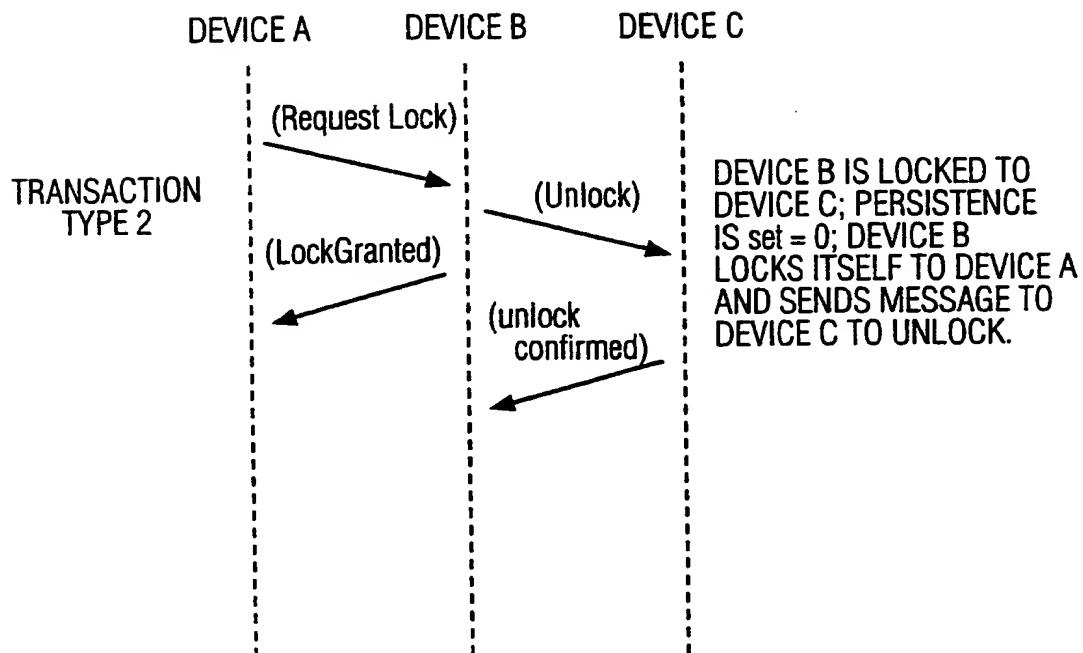 DEVICE A DEVICE B DEVICE C
(Request Lock)
TRANSACTION
TYPE 2
(Unlock)
(LockGranted)
(unlock
confirmed)
DEVICE B IS LOCKED TO
DEVICE C; PERSISTENCE
IS set = 0; DEVICE B
LOCKS ITSELF TO DEVICE A
AND SENDS MESSAGE TO
DEVICE C TO UNLOCK.